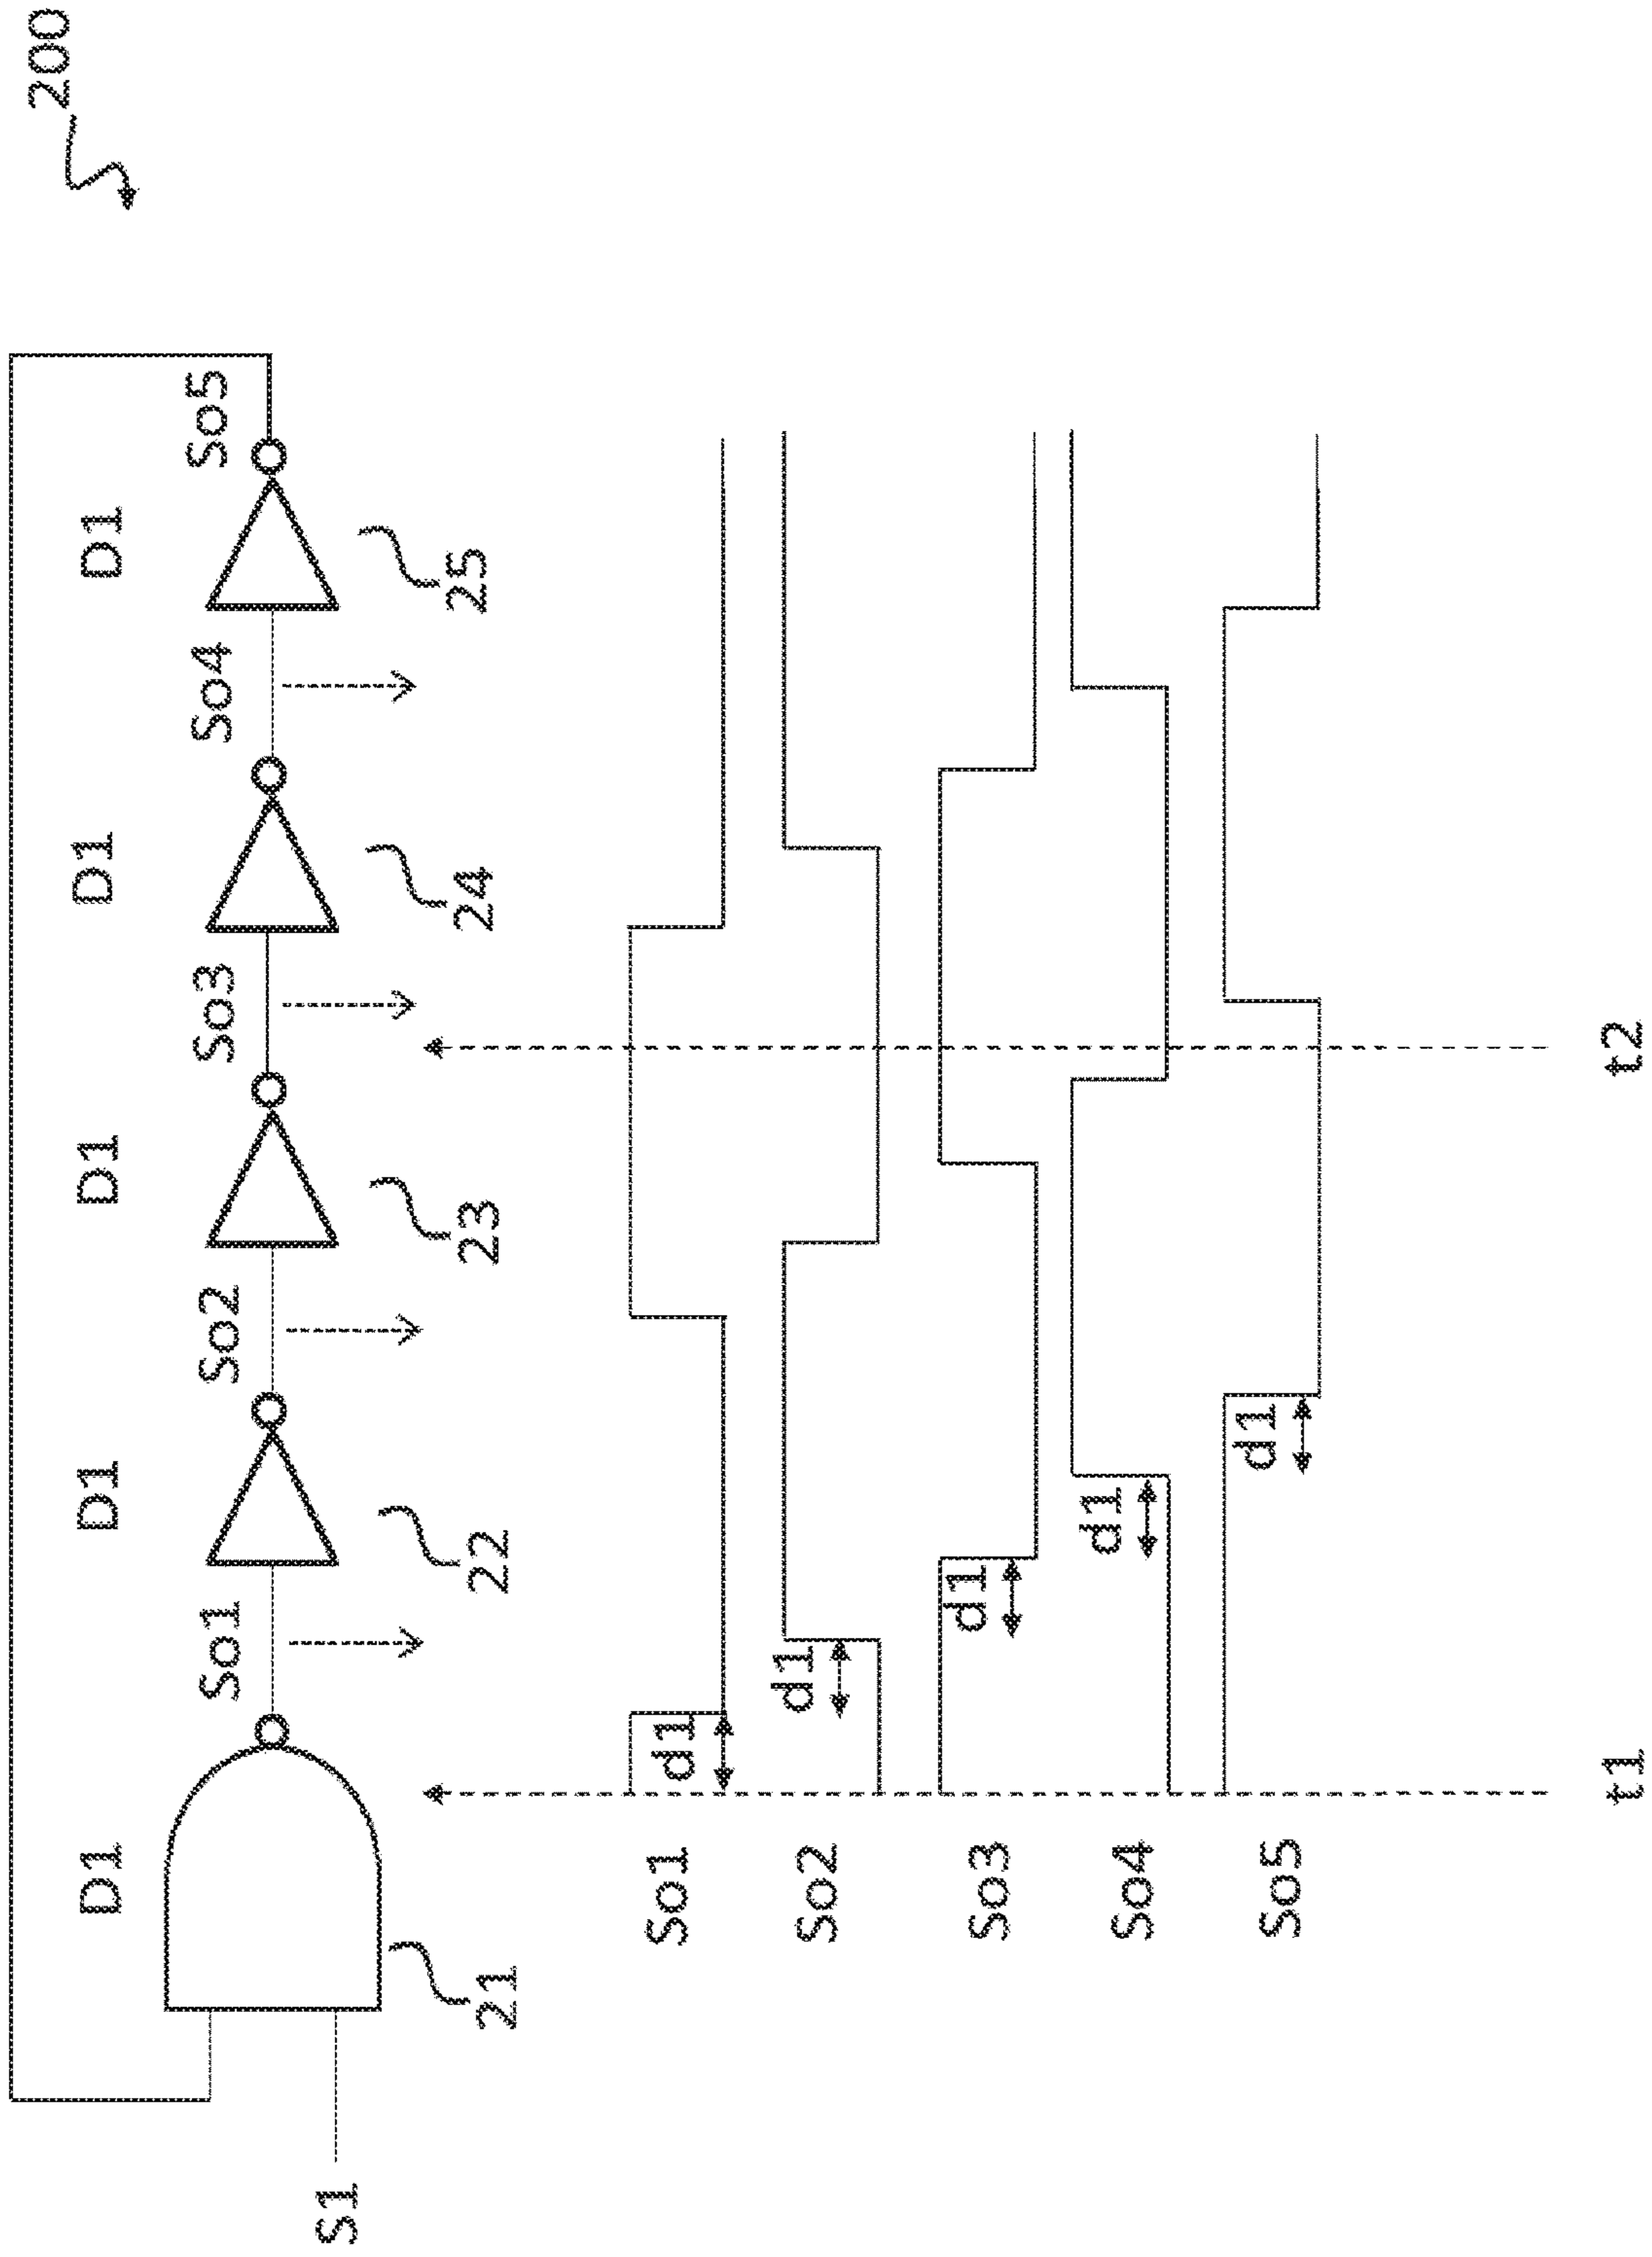 200
D1 D1 D1 D1 D1
So1 So2 So3 So4 So5
S1
21 22 23 24 25
So1 d1
So2 d1
So3 d1
So4 d1
So5 d1
t1 t2